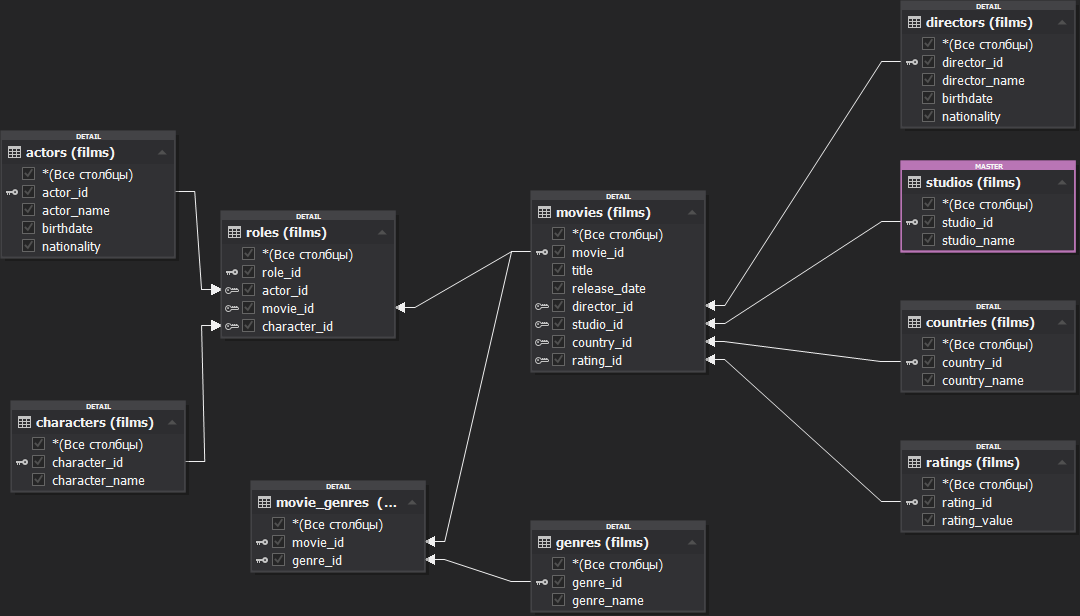 DETAIL
directors (films)
*(Все столбцы)
director_id
director_name
birthdate
nationality
DETAIL
actors (films)
*(Все столбцы)
actor_id
actor_name
birthdate
nationality
MASTER
studios (films)
*(Все столбцы)
studio_id
studio_name
DETAIL
movies (films)
*(Все столбцы)
movie_id
title
release_date
director_id
studio_id
country_id
rating_id
DETAIL
roles (films)
*(Все столбцы)
role_id
actor_id
movie_id
character_id
DETAIL
countries (films)
*(Все столбцы)
country_id
country_name
DETAIL
characters (films)
*(Все столбцы)
character_id
character_name
DETAIL
ratings (films)
*(Все столбцы)
rating_id
rating_value
DETAIL
movie_genres (...
*(Все столбцы)
movie_id
genre_id
DETAIL
genres (films)
*(Все столбцы)
genre_id
genre_name